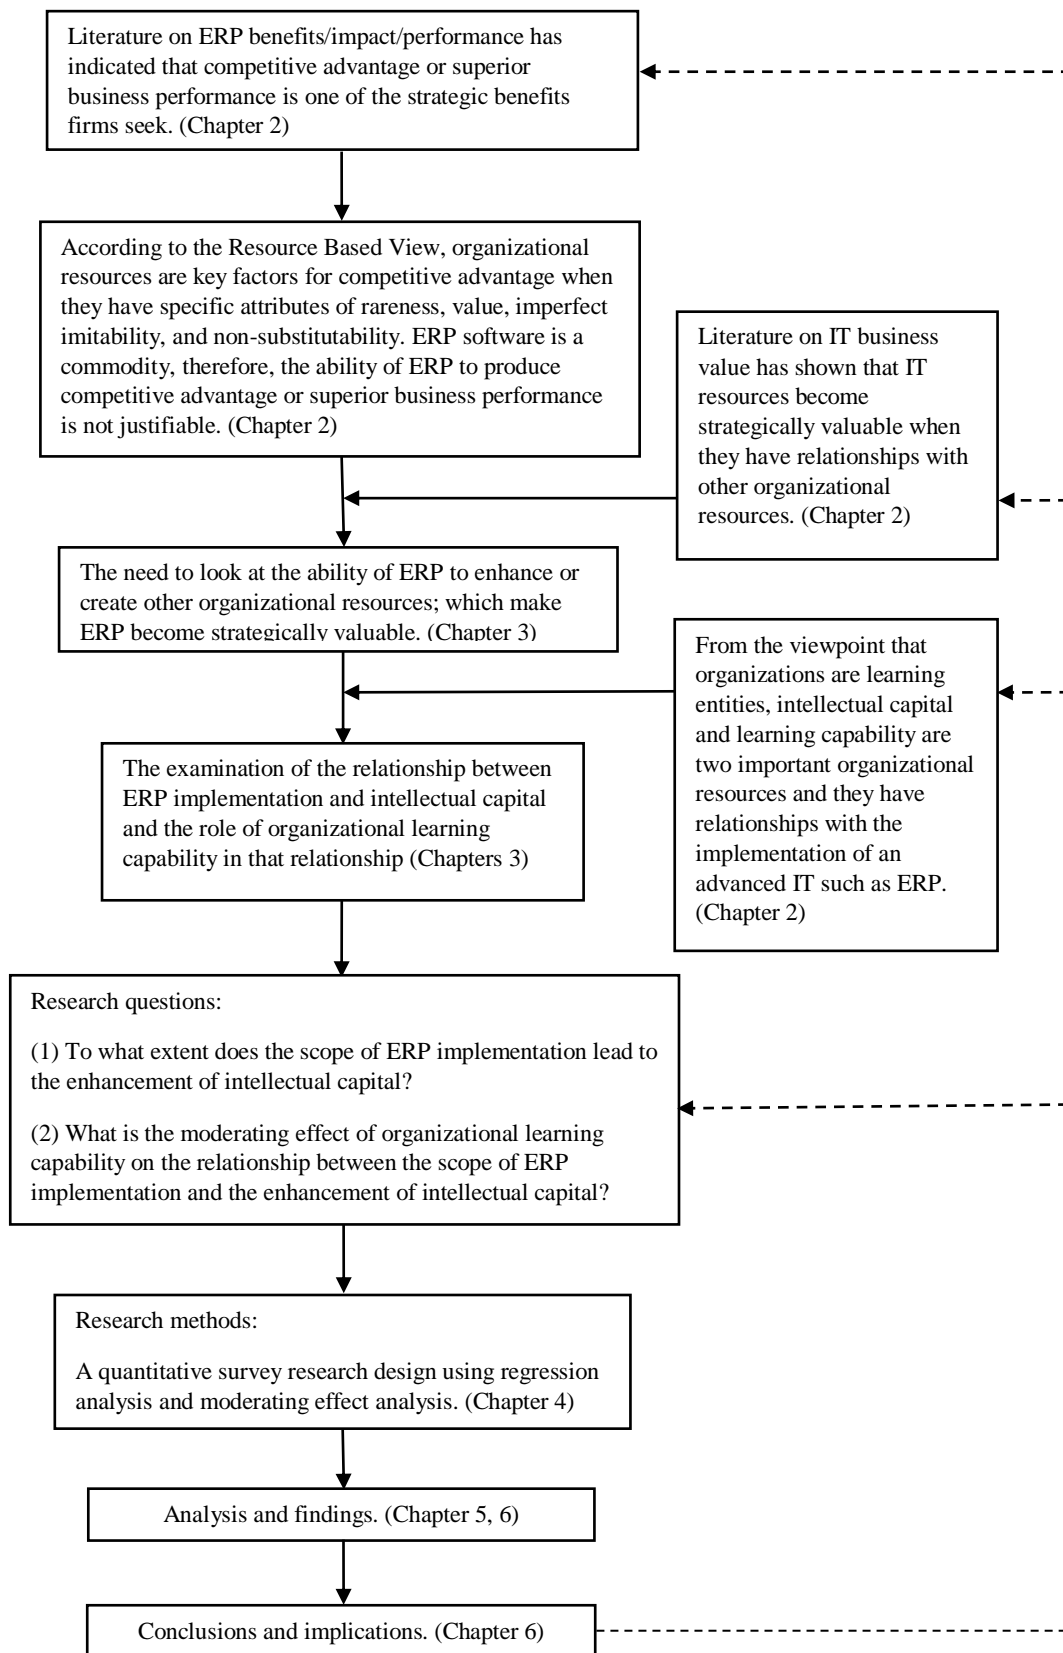 Literature on ERP benefits/impact/performance has
indicated that competitive advantage or superior
business performance is one of the strategic benefits
firms seek. (Chapter 2)
According to the Resource Based View, organizational
resources are key factors for competitive advantage when
they have specific attributes of rareness, value, imperfect
imitability, and non-substitutability. ERP software is a
commodity, therefore, the ability of ERP to produce
competitive advantage or superior business performance
is not justifiable. (Chapter 2)
Literature on IT business
value has shown that IT
resources become
strategically valuable when
they have relationships with
other organizational
resources. (Chapter 2)
The need to look at the ability of ERP to enhance or
create other organizational resources; which make
ERP become strategically valuable. (Chapter 3)
From the viewpoint that
organizations are learning
entities, intellectual capital
and learning capability are
two important organizational
resources and they have
relationships with the
implementation of an
advanced IT such as ERP.
(Chapter 2)
The examination of the relationship between
ERP implementation and intellectual capital
and the role of organizational learning
capability in that relationship (Chapters 3)
Research questions:
(1) To what extent does the scope of ERP implementation lead to
the enhancement of intellectual capital?
(2) What is the moderating effect of organizational learning
capability on the relationship between the scope of ERP
implementation and the enhancement of intellectual capital?
Research methods:
A quantitative survey research design using regression
analysis and moderating effect analysis. (Chapter 4)
Analysis and findings. (Chapter 5, 6)
Conclusions and implications. (Chapter 6)